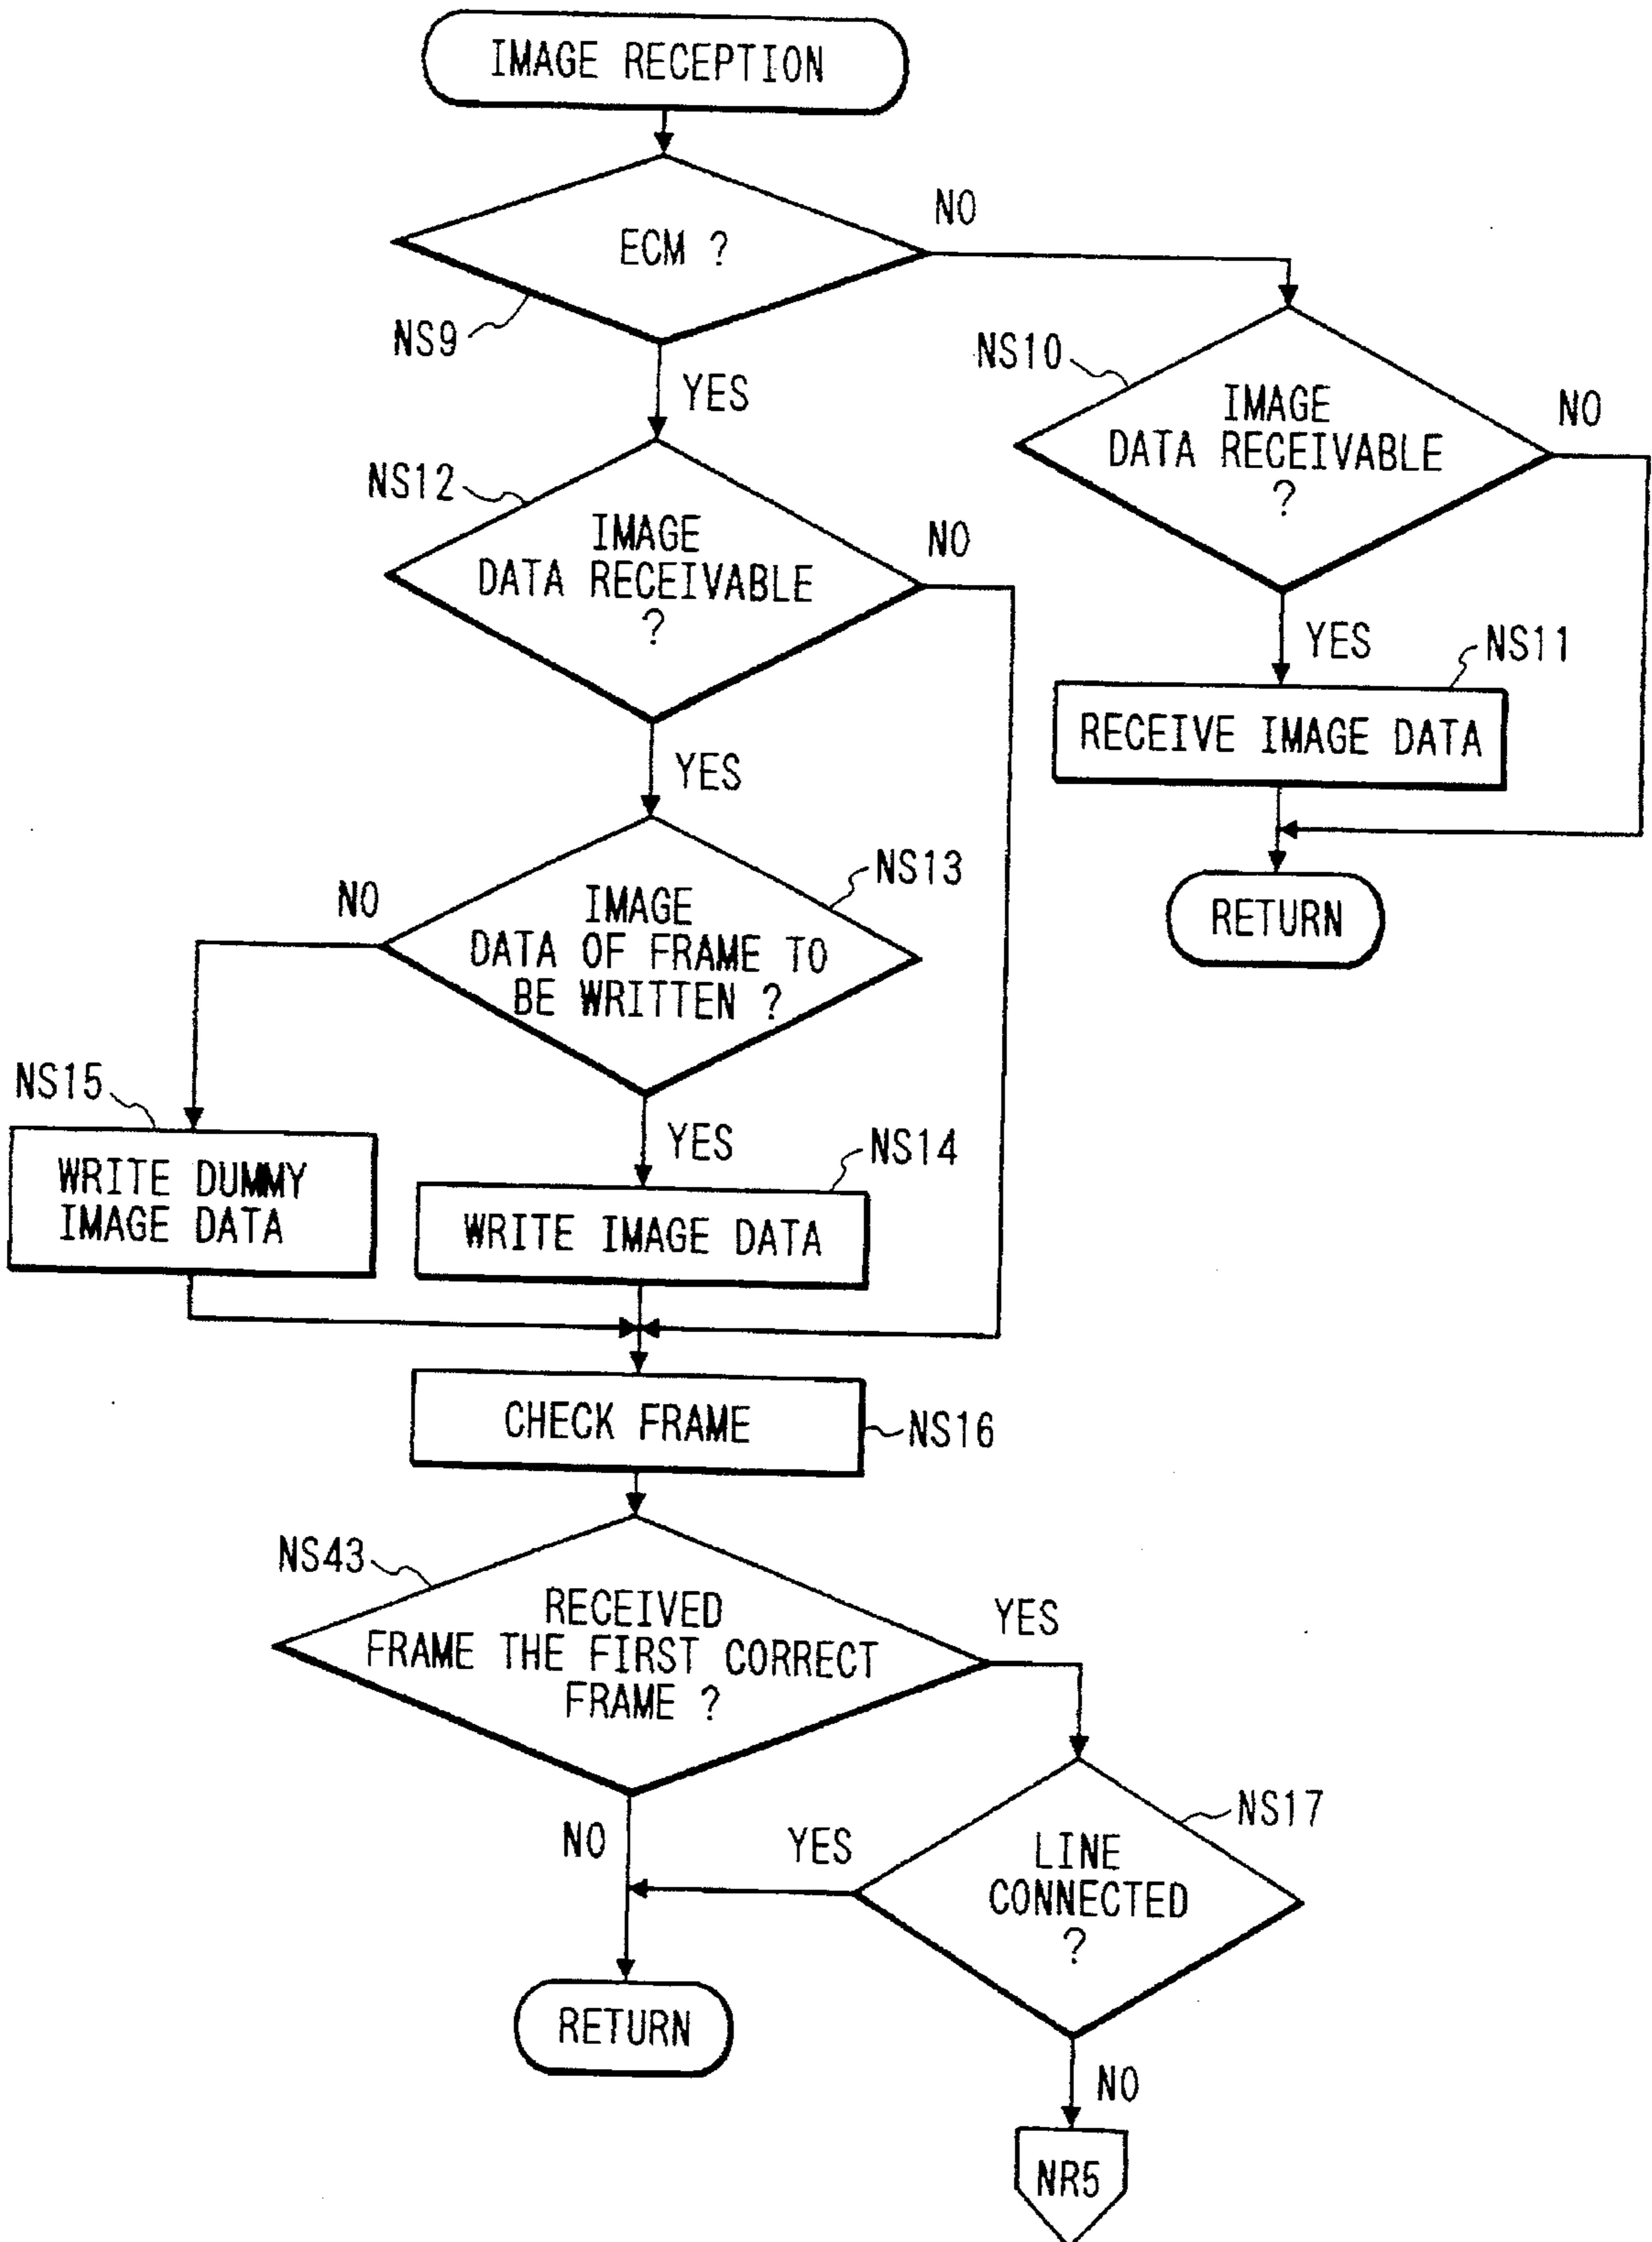 IMAGE RECEPTION
NO
ECM ?
NS9
YES
NS10
IMAGE
DATA RECEIVABLE
?
NO
NS12
IMAGE
DATA RECEIVABLE
?
NO
YES
NS11
RECEIVE IMAGE DATA
RETURN
YES
NS13
NO
IMAGE
DATA OF FRAME TO
BE WRITTEN ?
NS15
WRITE DUMMY
IMAGE DATA
YES
NS14
WRITE IMAGE DATA
CHECK FRAME
NS16
NS43
RECEIVED
FRAME THE FIRST CORRECT
FRAME ?
YES
NO
YES
NS17
LINE
CONNECTED
?
RETURN
NO
NR5